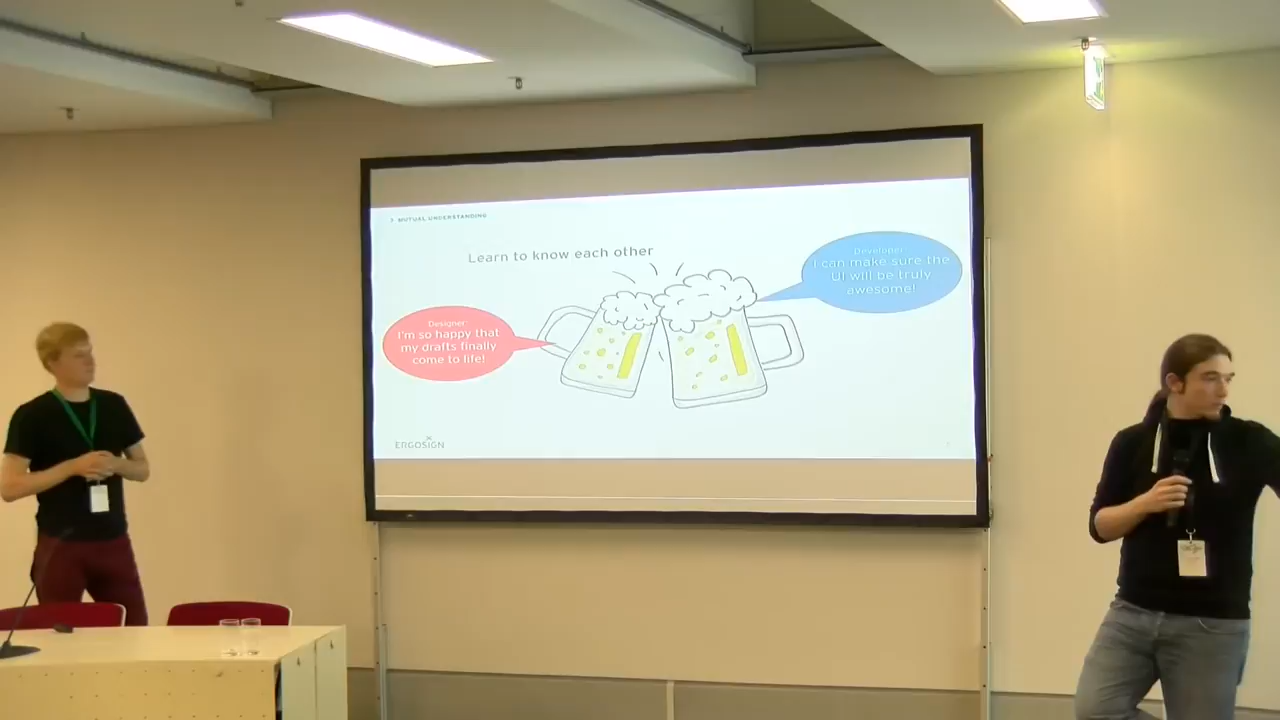 > MUTUAL UNDERSTANDING
Learn to know each other
Developer:
I can make sure the
UI will be truly
awesome!
Designer:
I'm so happy that
my drafts finally
come to life!
ERGOSIGN